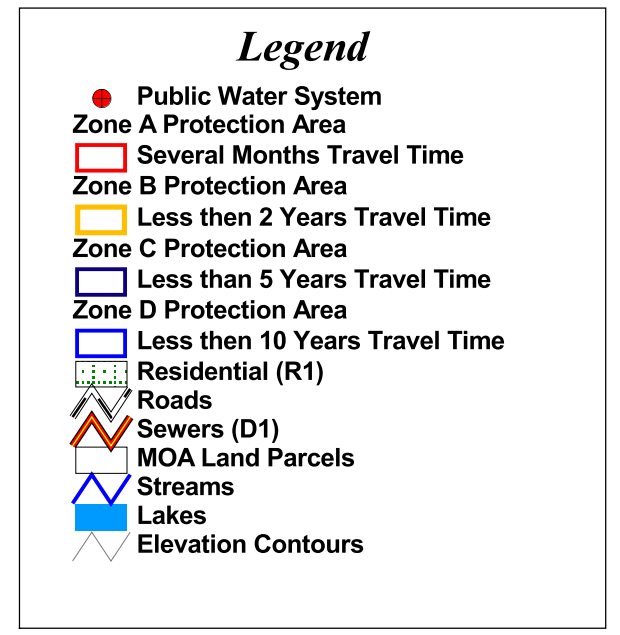 Legend
Public Water System
Zone A Protection Area
Several Months Travel Time
Zone B Protection Area
Less then 2 Years Travel Time
Zone C Protection Area
Less than 5 Years Travel Time
Zone D Protection Area
Less then 10 Years Travel Time
Residential (R1)
Roads
Sewers (D1)
MOA Land Parcels
Streams
Lakes
Elevation Contours